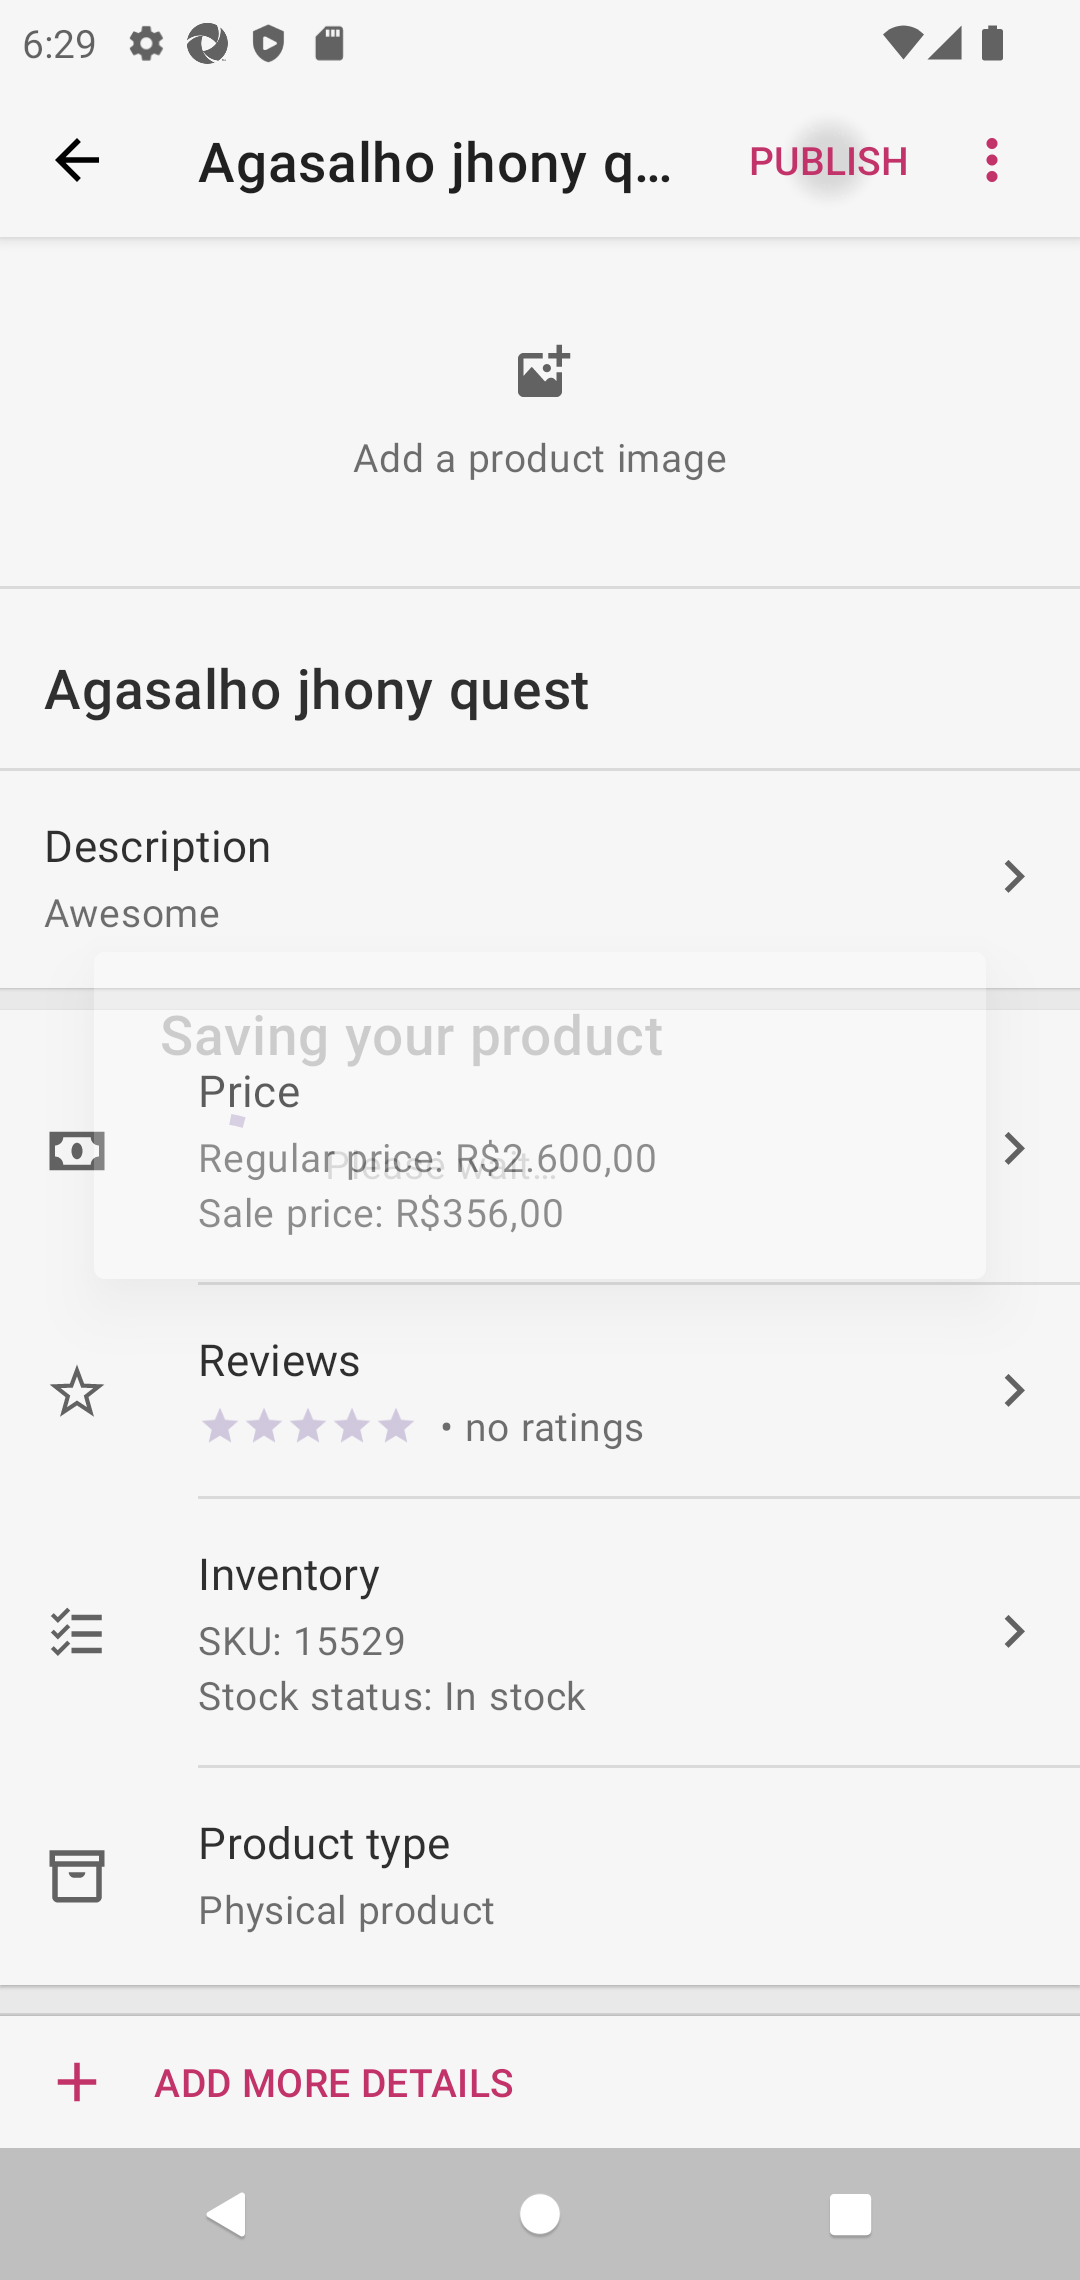 6:29
Agasalho jhony q...
PUBLISH
Add a product image
Agasalho jhony quest
Description
Awesome
Saving your product
Price
Regular price: R$2.600,00
Please wait...
Sale price: R$356,00
Reviews
• no ratings
Inventory
SKU: 15529
Stock status: In stock
Product type
Physical product
ADD MORE DETAILS